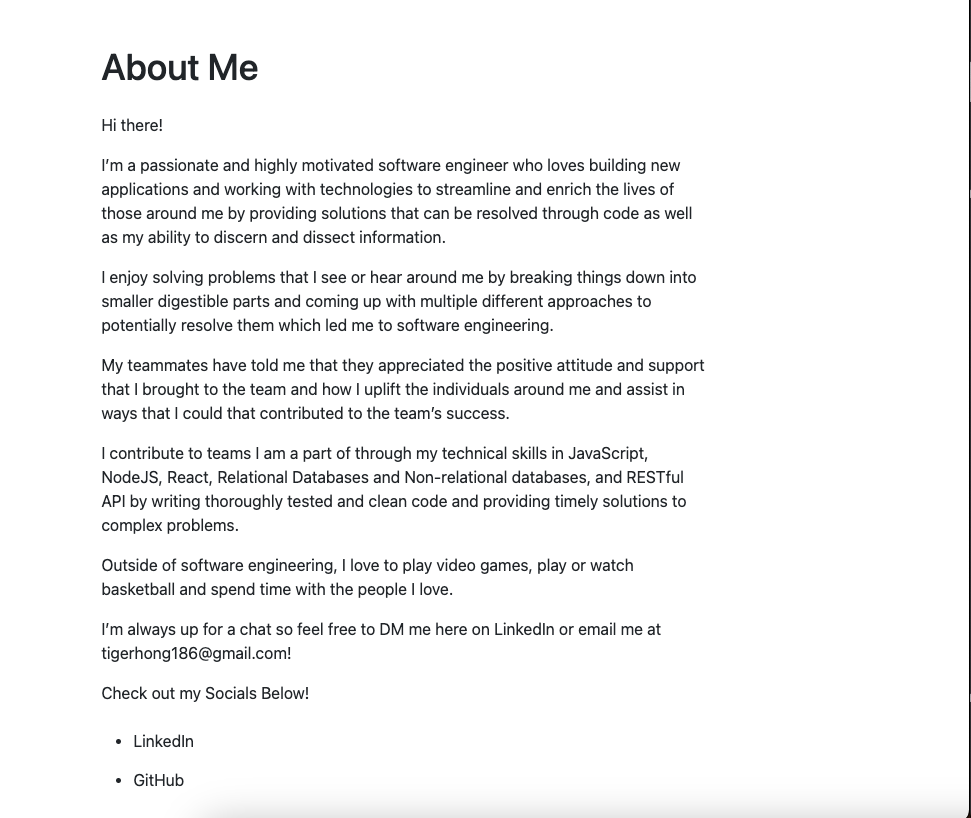 About Me
Hi there!
I’m a passionate and highly motivated software engineer who loves building new
applications and working with technologies to streamline and enrich the lives of
those around me by providing solutions that can be resolved through code as well
as my ability to discern and dissect information.
I enjoy solving problems that I see or hear around me by breaking things down into
smaller digestible parts and coming up with multiple different approaches to
potentially resolve them which led me to software engineering.
My teammates have told me that they appreciated the positive attitude and support
that I brought to the team and how I uplift the individuals around me and assist in
ways that I could that contributed to the team’s success.
I contribute to teams I am a part of through my technical skills in JavaScript,
NodeJS, React, Relational Databases and Non-relational databases, and RESTful
API by writing thoroughly tested and clean code and providing timely solutions to
complex problems.
Outside of software engineering, I love to play video games, play or watch
basketball and spend time with the people I love.
I’m always up for a chat so feel free to DM me here on LinkedIn or email me at
tigerhong186@gmail.com!
Check out my Socials Below!
• LinkedIn
• GitHub